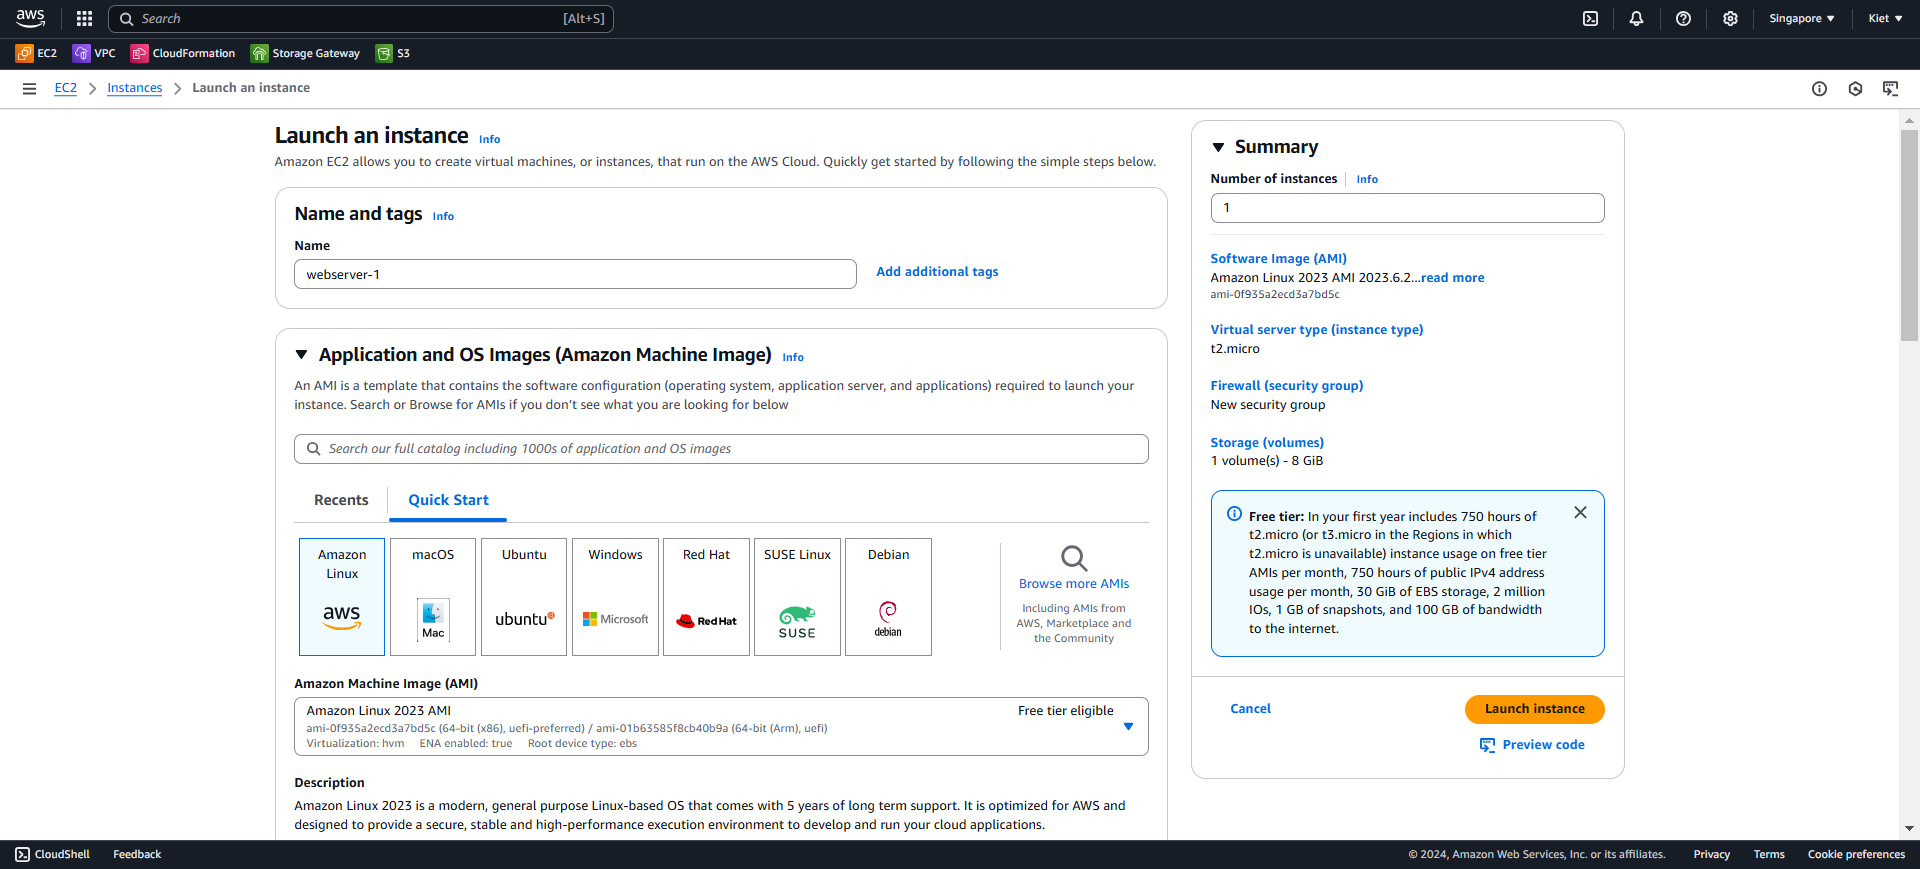 aws
Search
[Alt+S]
Singapore
Kiet
EC2
VPC
CloudFormation
Storage Gateway
S3
EC2
Instances
Launch an instance
Launch an instance Info
Amazon EC2 allows you to create virtual machines, or instances, that run on the AWS Cloud. Quickly get started by following the simple steps below.
Name and tags Info
Name
webserver-1
Add additional tags
Application and OS Images (Amazon Machine Image) Info
An AMI is a template that contains the software configuration (operating system, application server, and applications) required to launch your
instance. Search or Browse for AMIs if you don’t see what you are looking for below
Search our full catalog including 1000s of application and OS images
Recents
Quick Start
Amazon
Linux
aws
macOS
Mac
Ubuntu
ubuntu
Windows
Microsoft
Red Hat
Red Hat
SUSE Linux
SUSE
Debian
debian
Browse more AMIs
Including AMIs from
AWS, Marketplace and
the Community
Amazon Machine Image (AMI)
Amazon Linux 2023 AMI
Free tier eligible
ami-0f935a2ecd3a7bd5c (64-bit (x86), uefi-preferred) / ami-01b63585f8cb40b9a (64-bit (Arm), uefi)
Virtualization: hvm ENA enabled: true Root device type: ebs
Description
Amazon Linux 2023 is a modern, general purpose Linux-based OS that comes with 5 years of long term support. It is optimized for AWS and
designed to provide a secure, stable and high-performance execution environment to develop and run your cloud applications.
Summary
Number of instances Info
1
Software Image (AMI)
Amazon Linux 2023 AMI 2023.6.2...read more
ami-0f935a2ecd3a7bd5c
Virtual server type (instance type)
t2.micro
Firewall (security group)
New security group
Storage (volumes)
1 volume(s) - 8 GiB
Free tier: In your first year includes 750 hours of
t2.micro (or t3.micro in the Regions in which
t2.micro is unavailable) instance usage on free tier
AMIs per month, 750 hours of public IPv4 address
usage per month, 30 GiB of EBS storage, 2 million
IOs, 1 GB of snapshots, and 100 GB of bandwidth
to the internet.
Cancel
Launch instance
Preview code
CloudShell
Feedback
© 2024, Amazon Web Services, Inc. or its affiliates.
Privacy
Terms
Cookie preferences